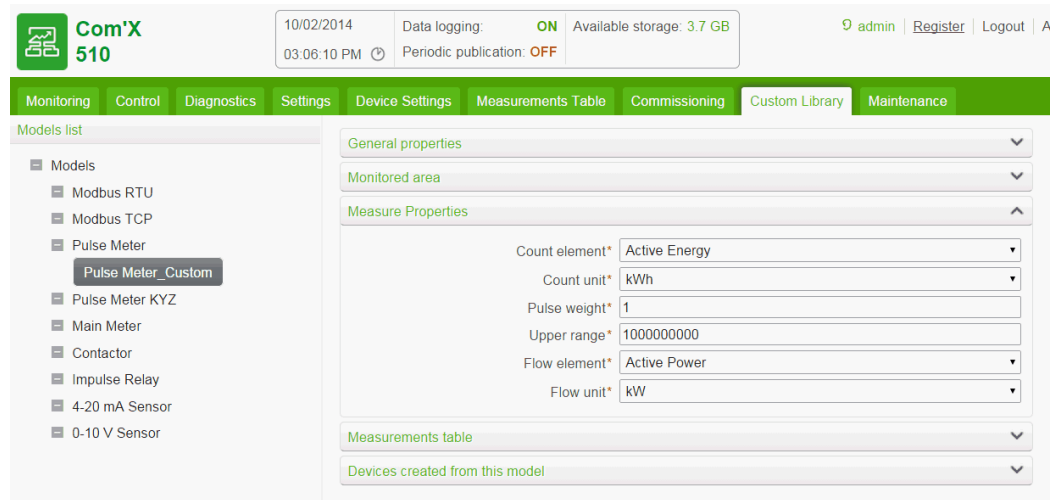 Com'X
510
10/02/2014
03:06:10 PM
Data logging: ON
Periodic publication: OFF
Available storage: 3.7 GB
admin | Register | Logout | A
Monitoring Control Diagnostics Settings Device Settings Measurements Table Commissioning Custom Library Maintenance
Models list
Models
Modbus RTU
Modbus TCP
Pulse Meter
Pulse Meter_Custom
Pulse Meter KYZ
Main Meter
Contactor
Impulse Relay
4-20 mA Sensor
0-10 V Sensor
General properties
Monitored area
Measure Properties
Count element* Active Energy
Count unit* kWh
Pulse weight* 1
Upper range* 1000000000
Flow element* Active Power
Flow unit* kW
Measurements table
Devices created from this model